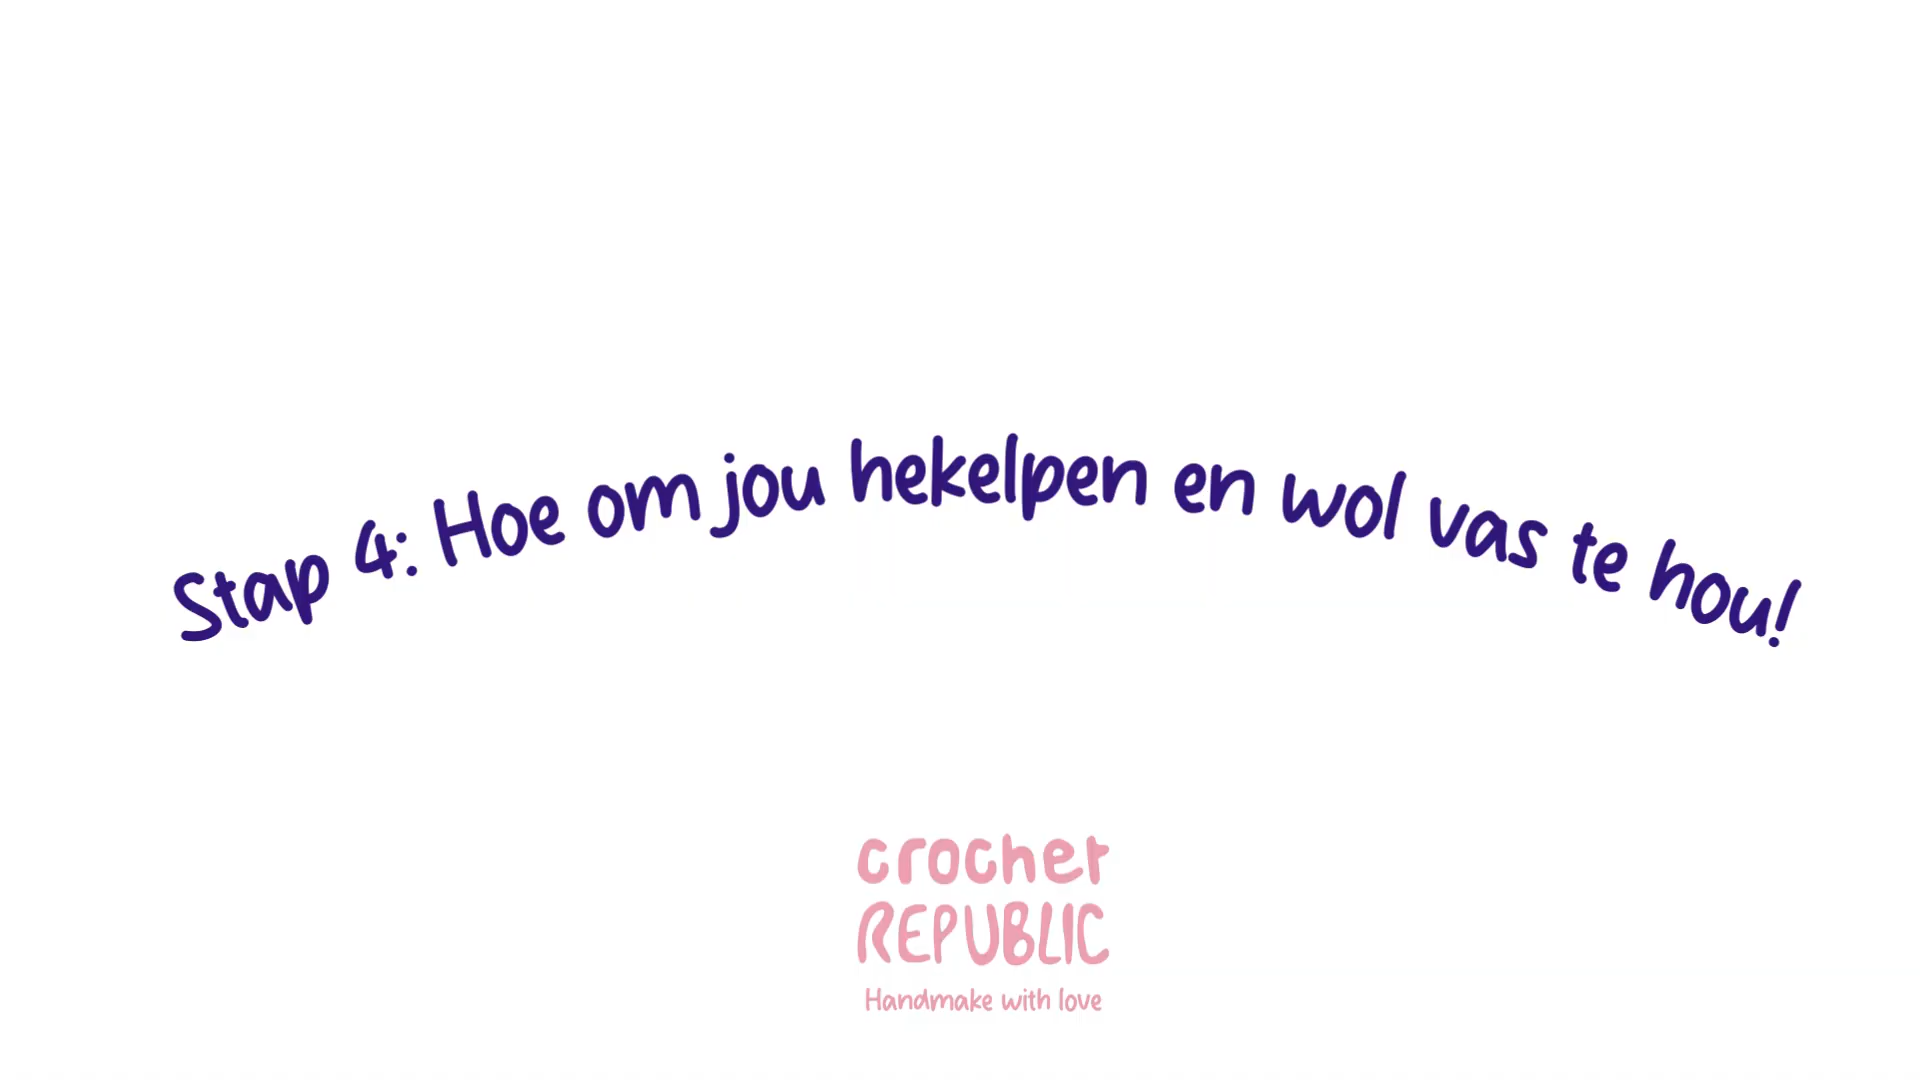 Stap 4: Hoe om jou hekelpen en wol vas te hou!
crochet
REPUBLIC
Handmake with love